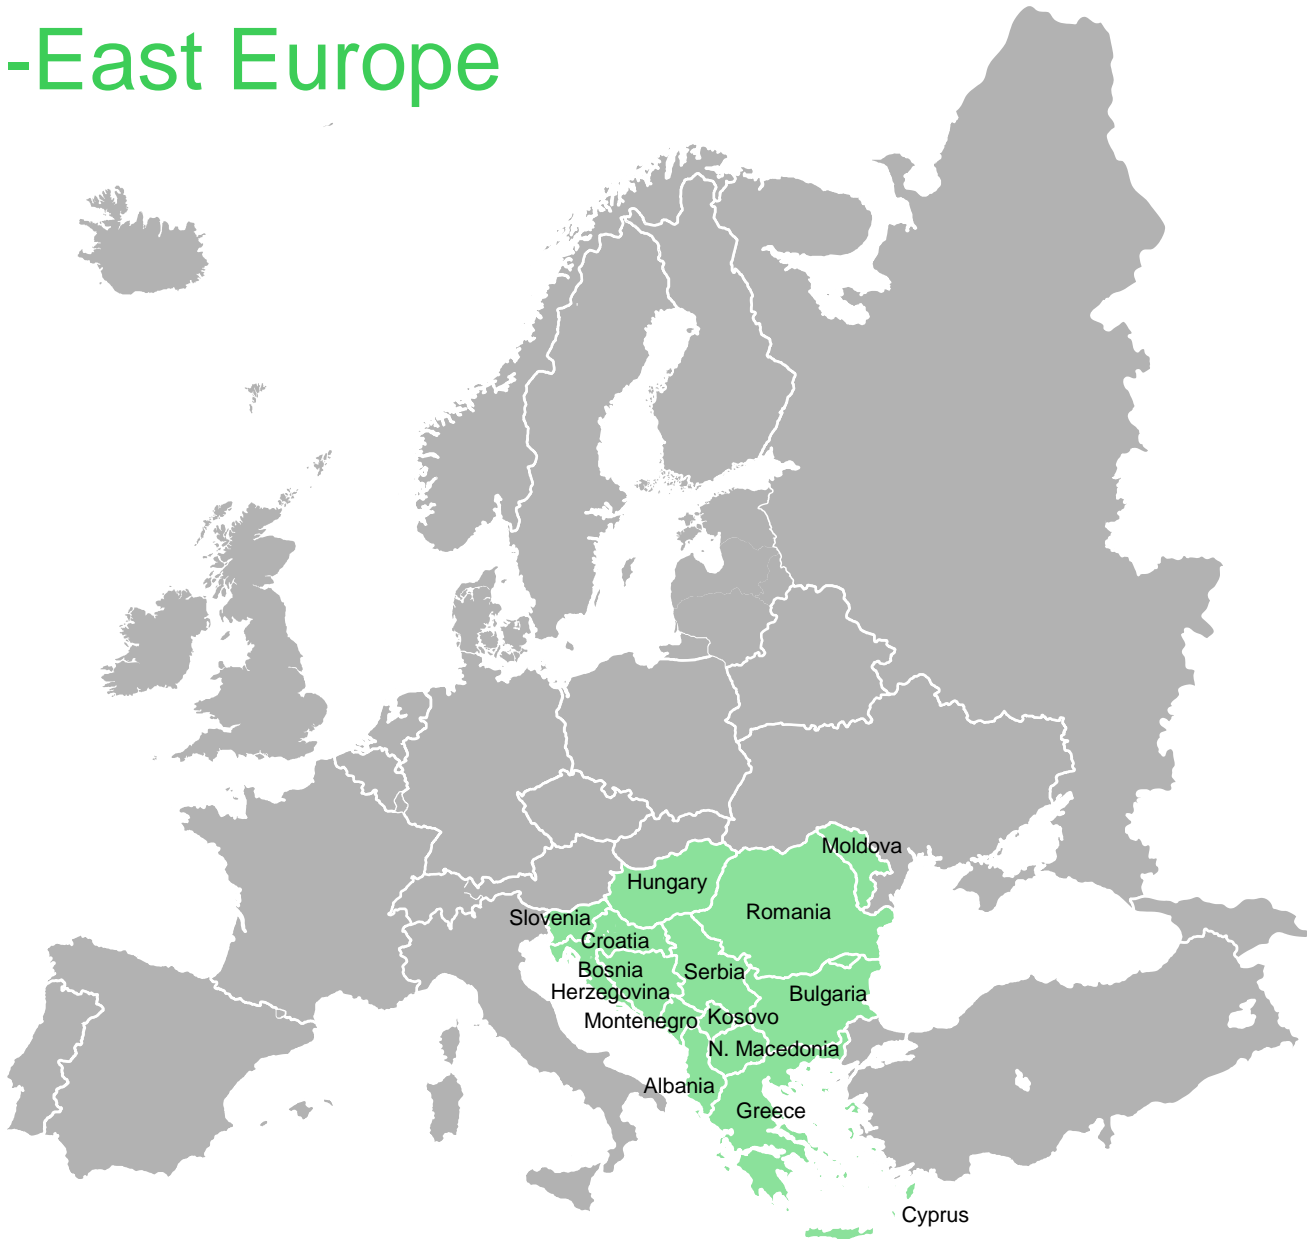 -East Europe
Moldova
Hungary
Romania
Slovenia
Croatia
Bosnia
Herzegovina
Serbia
Bulgaria
Montenegro
Kosovo
N. Macedonia
Albania
Greece
Cyprus